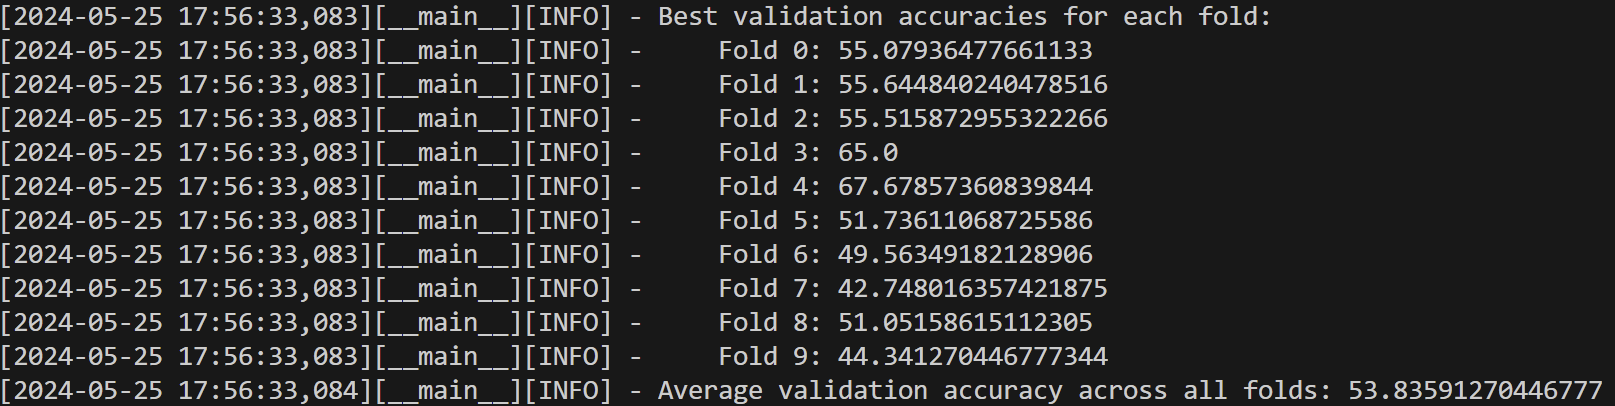 [2024-05-25 17:56:33,083][__main__][INFO] - Best validation accuracies for each fold:
[2024-05-25 17:56:33,083][__main__][INFO] -     Fold 0: 55.07936477661133
[2024-05-25 17:56:33,083][__main__][INFO] -     Fold 1: 55.644840240478516
[2024-05-25 17:56:33,083][__main__][INFO] -     Fold 2: 55.515872955322266
[2024-05-25 17:56:33,083][__main__][INFO] -     Fold 3: 65.0
[2024-05-25 17:56:33,083][__main__][INFO] -     Fold 4: 67.67857360839844
[2024-05-25 17:56:33,083][__main__][INFO] -     Fold 5: 51.73611068725586
[2024-05-25 17:56:33,083][__main__][INFO] -     Fold 6: 49.56349182128906
[2024-05-25 17:56:33,083][__main__][INFO] -     Fold 7: 42.748016357421875
[2024-05-25 17:56:33,083][__main__][INFO] -     Fold 8: 51.05158615112305
[2024-05-25 17:56:33,083][__main__][INFO] -     Fold 9: 44.341270446777344
[2024-05-25 17:56:33,084][__main__][INFO] - Average validation accuracy across all folds: 53.83591270446777